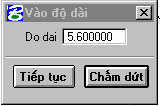 Vào độ dài
Do dai 5.600000
Tiếp tục Chấm dứt